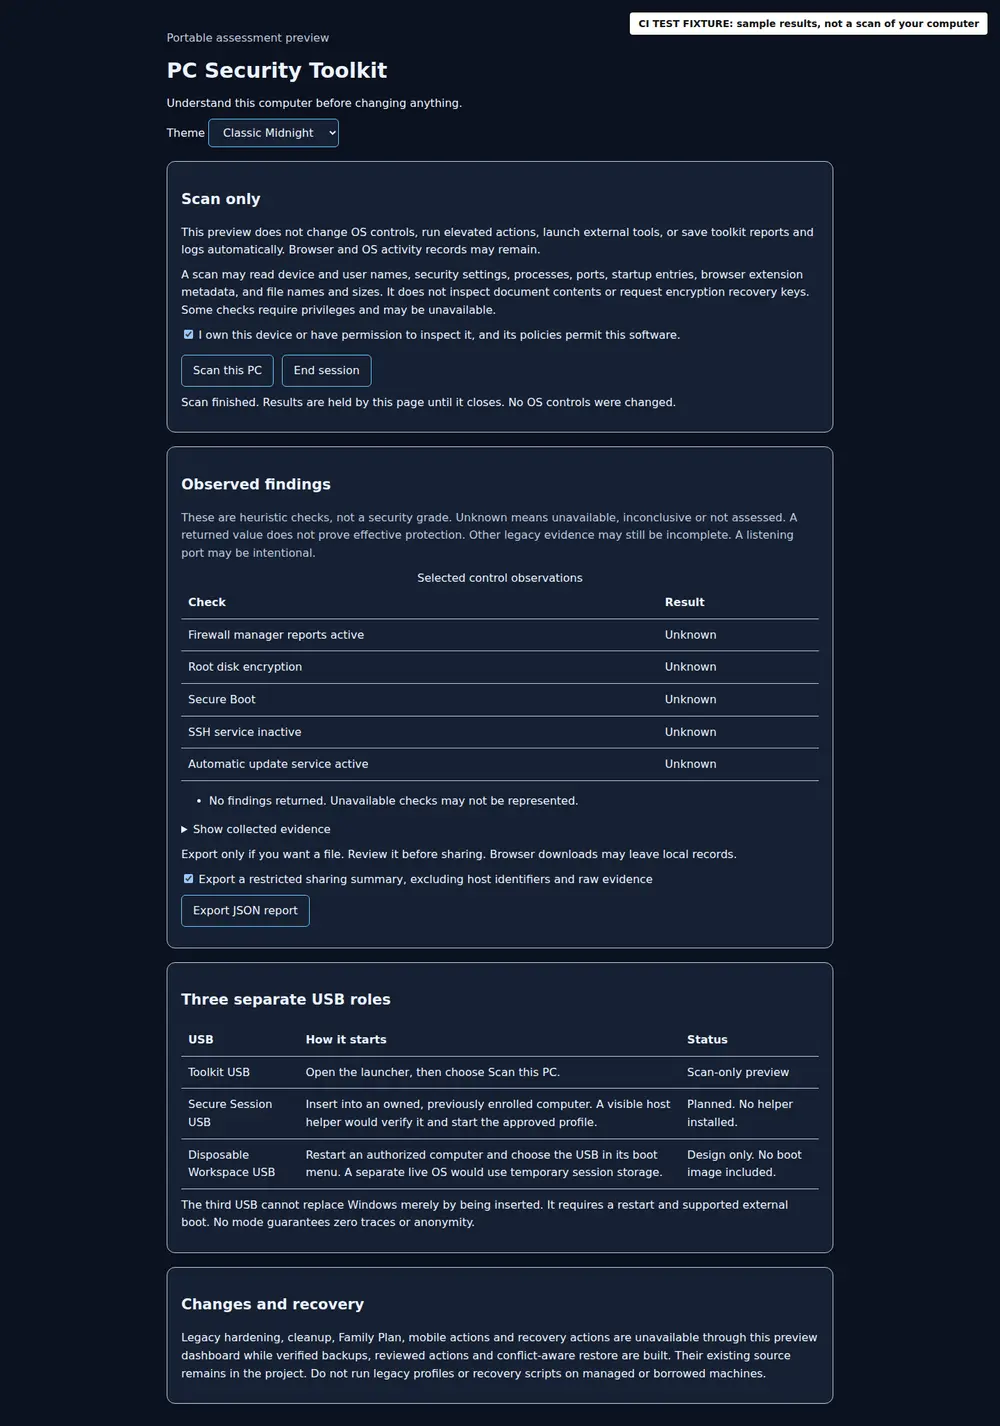 CI TEST FIXTURE: sample results, not a scan of your computer
Portable assessment preview
PC Security Toolkit
Understand this computer before changing anything.
Theme Classic Midnight
Scan only
This preview does not change OS controls, run elevated actions, launch external tools, or save toolkit reports and
logs automatically. Browser and OS activity records may remain.
A scan may read device and user names, security settings, processes, ports, startup entries, browser extension
metadata, and file names and sizes. It does not inspect document contents or request encryption recovery keys.
Some checks require privileges and may be unavailable.
I own this device or have permission to inspect it, and its policies permit this software.
Scan this PC End session
Scan finished. Results are held by this page until it closes. No OS controls were changed.
Observed findings
These are heuristic checks, not a security grade. Unknown means unavailable, inconclusive or not assessed. A
returned value does not prove effective protection. Other legacy evidence may still be incomplete. A listening
port may be intentional.
Selected control observations
Check Result
Firewall manager reports active Unknown
Root disk encryption Unknown
Secure Boot Unknown
SSH service inactive Unknown
Automatic update service active Unknown
• No findings returned. Unavailable checks may not be represented.
Show collected evidence
Export only if you want a file. Review it before sharing. Browser downloads may leave local records.
Export a restricted sharing summary, excluding host identifiers and raw evidence
Export JSON report
Three separate USB roles
USB How it starts Status
Toolkit USB Open the launcher, then choose Scan this PC. Scan-only preview
Secure Session Insert into an owned, previously enrolled computer. A visible host Planned. No helper
USB helper would verify it and start the approved profile. installed.
Disposable Restart an authorized computer and choose the USB in its boot Design only. No boot
Workspace USB menu. A separate live OS would use temporary session storage. image included.
The third USB cannot replace Windows merely by being inserted. It requires a restart and supported external
boot. No mode guarantees zero traces or anonymity.
Changes and recovery
Legacy hardening, cleanup, Family Plan, mobile actions and recovery actions are unavailable through this preview
dashboard while verified backups, reviewed actions and conflict-aware restore are built. Their existing source
remains in the project. Do not run legacy profiles or recovery scripts on managed or borrowed machines.